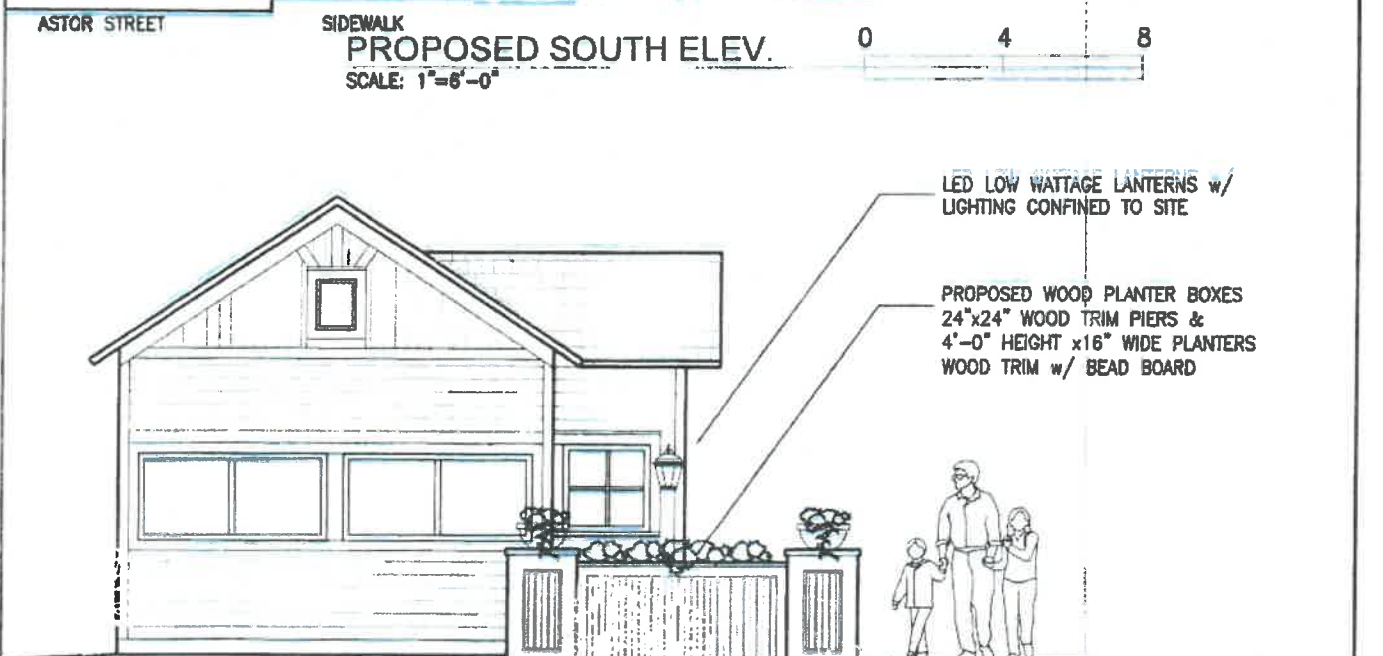 ASTOR STREET
SIDEWALK
PROPOSED SOUTH ELEV.
SCALE: 1"=6'-0"
0 4 8
LED LOW WATTAGE LANTERNS w/
LIGHTING CONFINED TO SITE
PROPOSED WOOD PLANTER BOXES
24"x24" WOOD TRIM PIERS &
4'-0" HEIGHT x16" WIDE PLANTERS
WOOD TRIM w/ BEAD BOARD